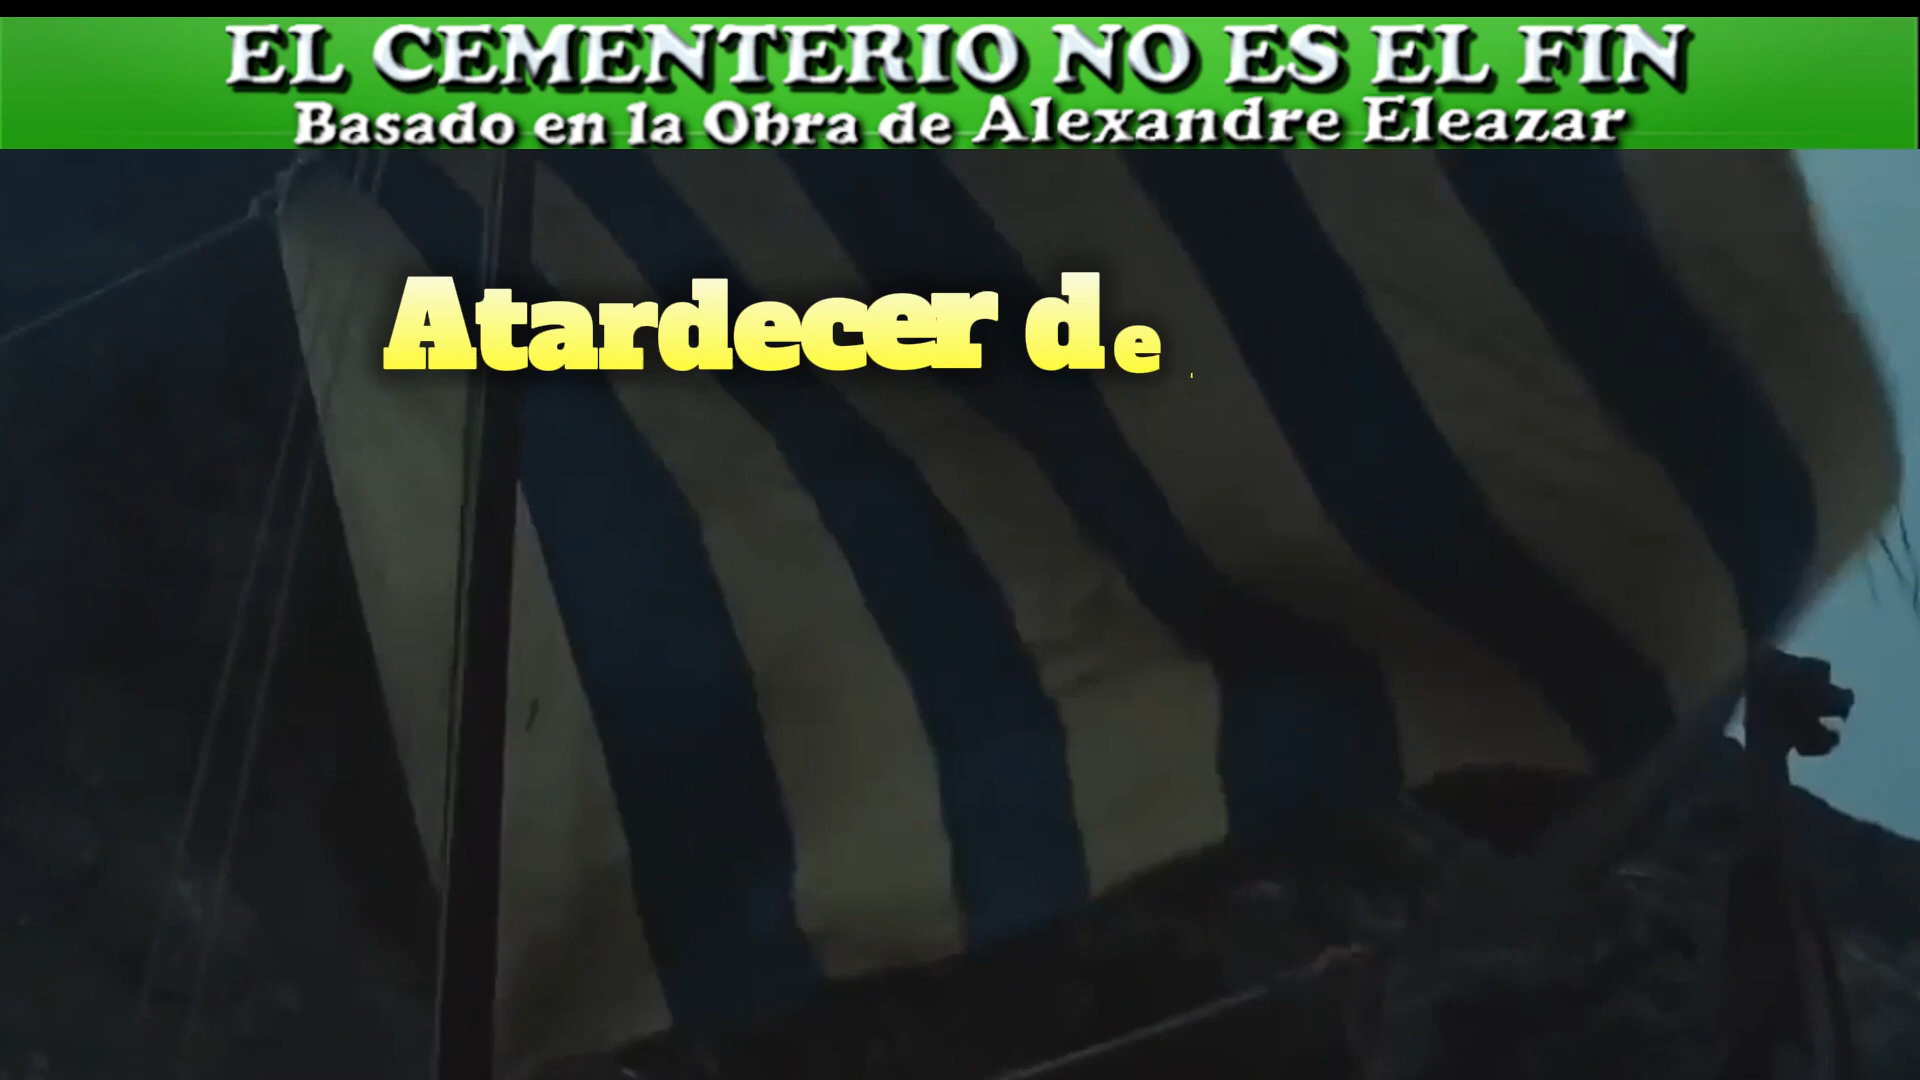 EL CEMENTERIO NO ES EL FIN
Basado en la Obra de Alexandre Eleazar
Atardecer de